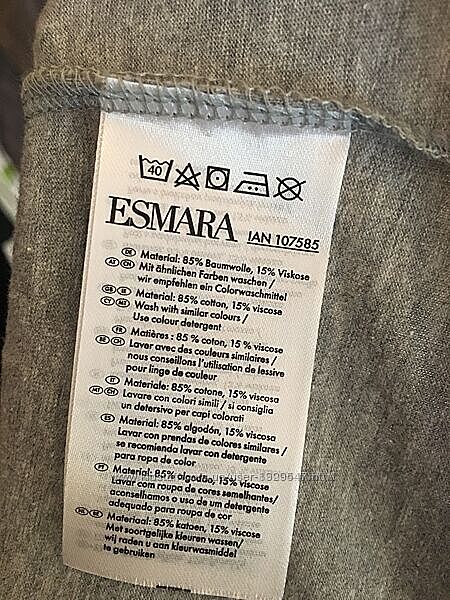 40
ESMARA IAN 107585
DE Material: 85% Baumwolle, 15% Viskose
AT CH Mit ähnlichen Farben waschen /
wir empfehlen ein Colorwaschmittel
GB IE Material: 85% cotton, 15% viscose
CY MT Wash with similar colours /
Use colour detergent
FR Matières : 85 % coton, 15 % viscose
BE CH Laver avec des couleurs similaires /
nous conseillons l'utilisation de lessive
pour linge de couleur
IT Materiale: 85% cotone, 15% viscosa
MT CH Lavare con colori simili / si consiglia
un detersivo per capi colorati
ES Material: 85% algodón, 15% viscosa
Lavar con prendas de colores similares /
se recomienda lavar con detergente
para ropa de color
PT Material: 85% algodão, 15% viscose
Lavar com roupa de cores semelhantes/
aconselhamos o uso de um detergente
adequado para roupa de cor
NL BE Materiaal: 85% katoen, 15% viscose
Met soortgelijke kleuren wassen/
wij raden u aan kleurwasmiddel
te gebruiken